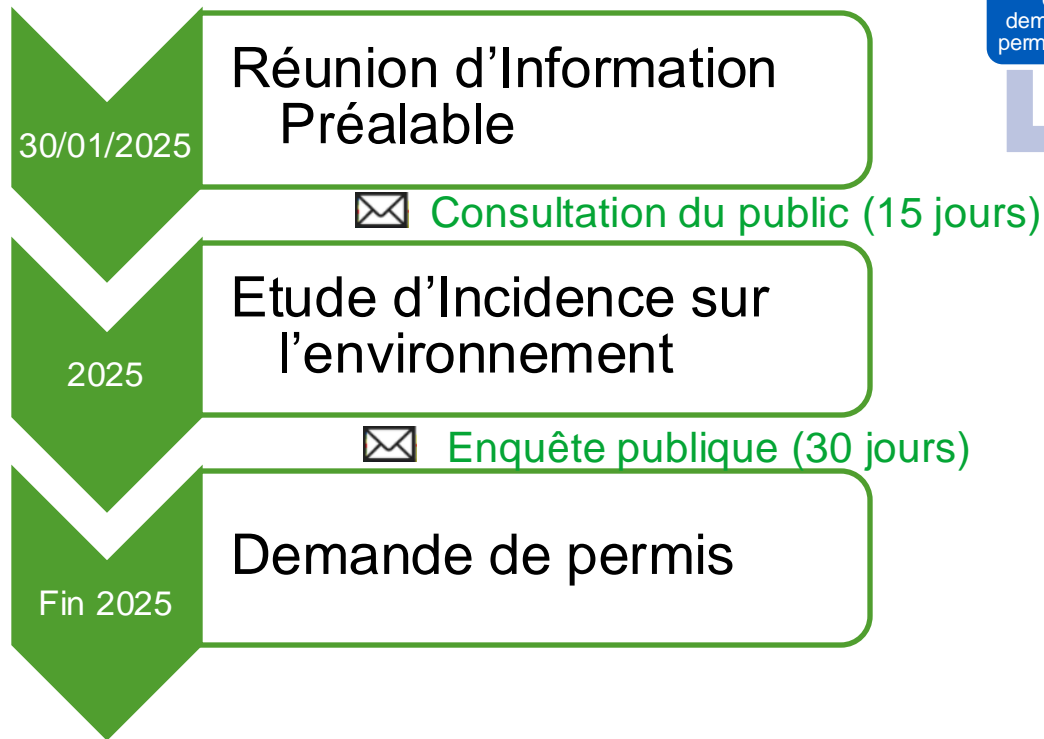 30/01/2025
Réunion d'Information
Préalable
Consultation du public (15 jours)
2025
Etude d'Incidence sur
l'environnement
Enquête publique (30 jours)
Fin 2025
Demande de permis